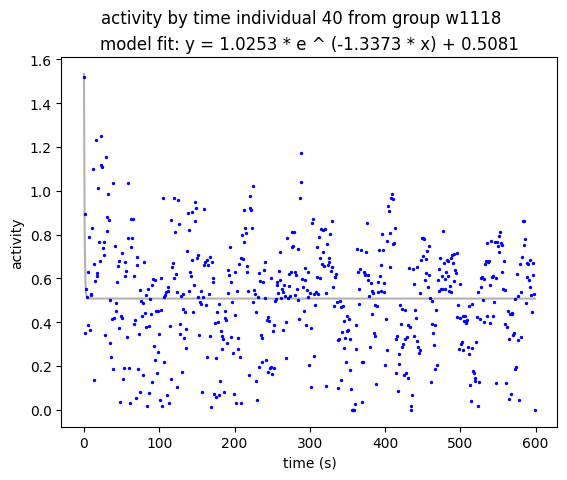 activity by time individual 40 from group w1118
model fit: y = 1.0253 * e ^ (-1.3373 * x) + 0.5081
1.6
1.4
1.2
1.0
0.8
0.6
0.4
0.2
0.0
activity
0 100 200 300 400 500 600
time (s)